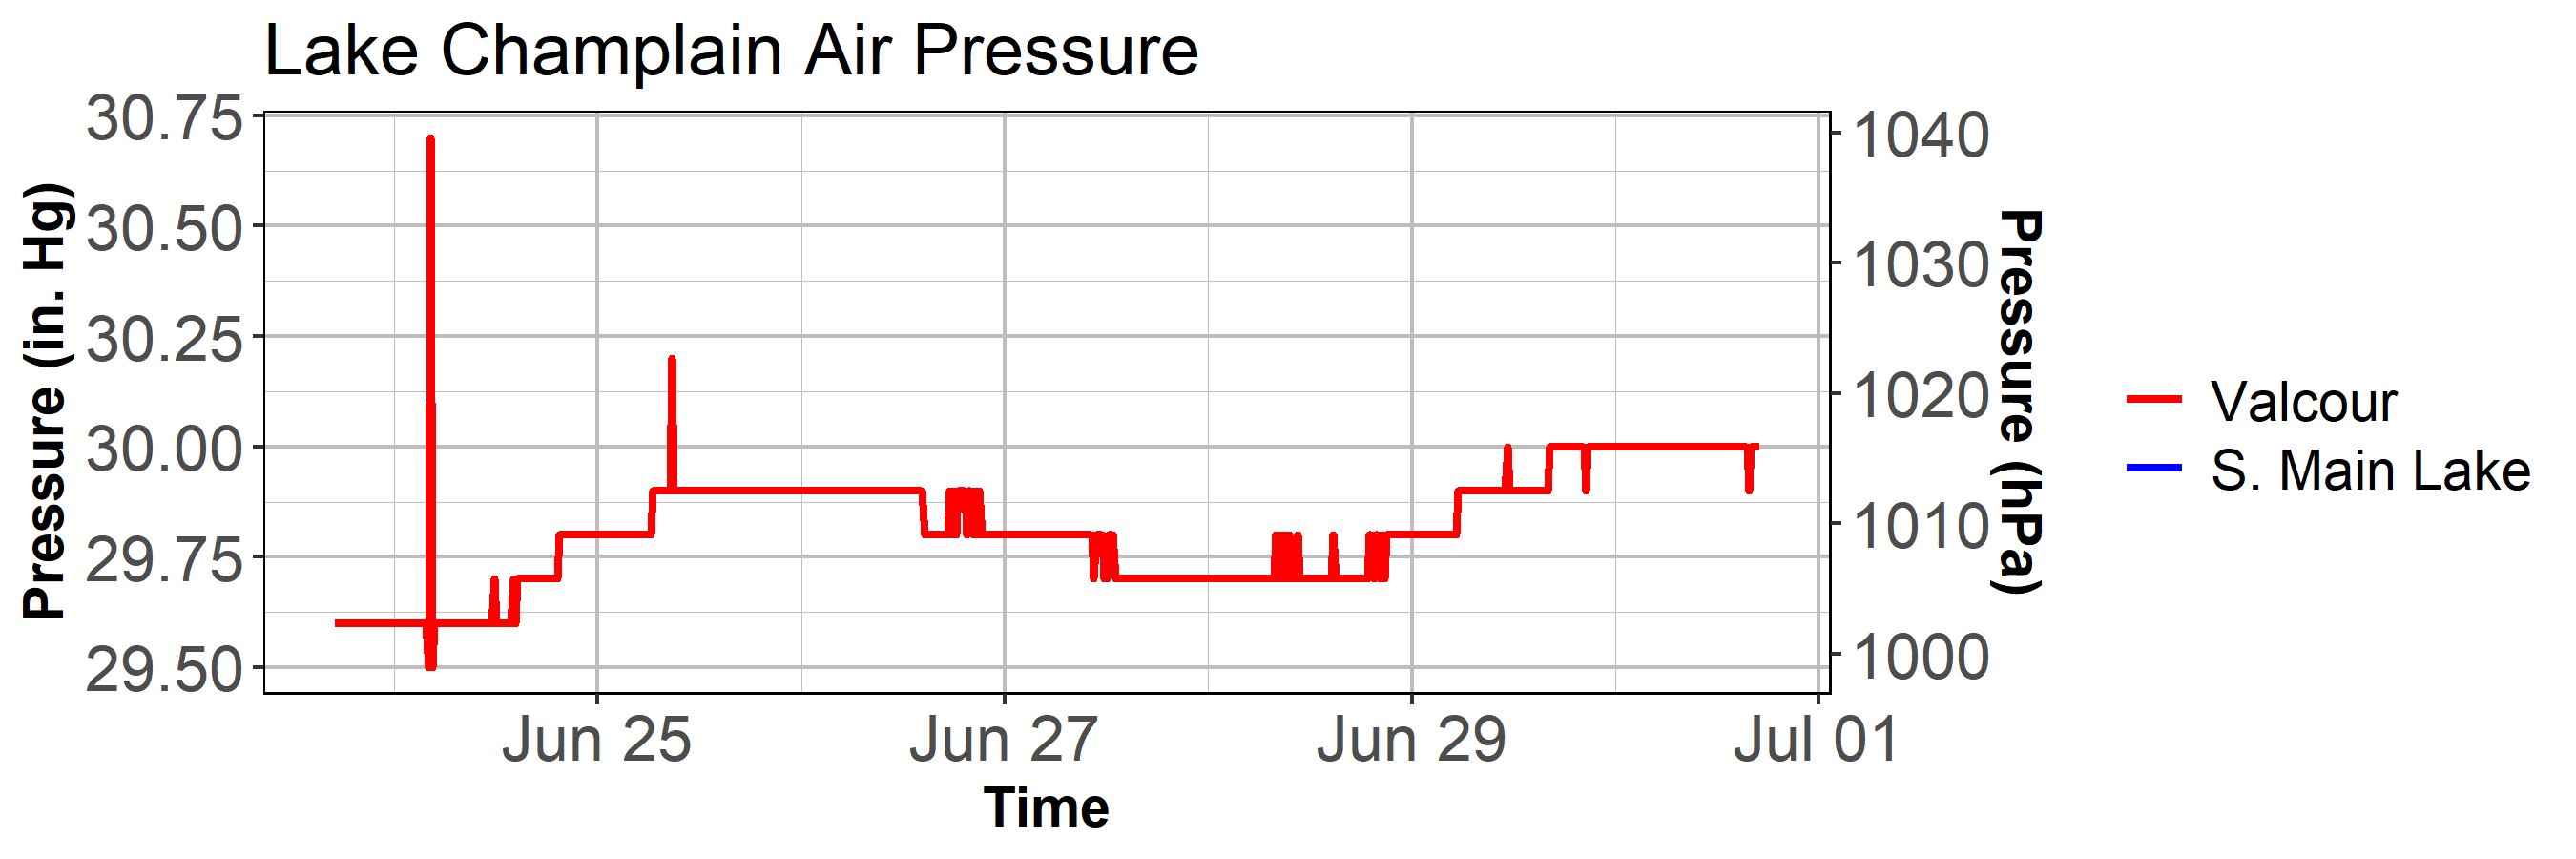 Lake Champlain Air Pressure
30.75
30.50
30.25
30.00
29.75
29.50
Pressure (in. Hg)
1040
1030
1020
1010
1000
Pressure (hPa)
Jun 25
Jun 27
Jun 29
Jul 01
Time
Valcour
S. Main Lake